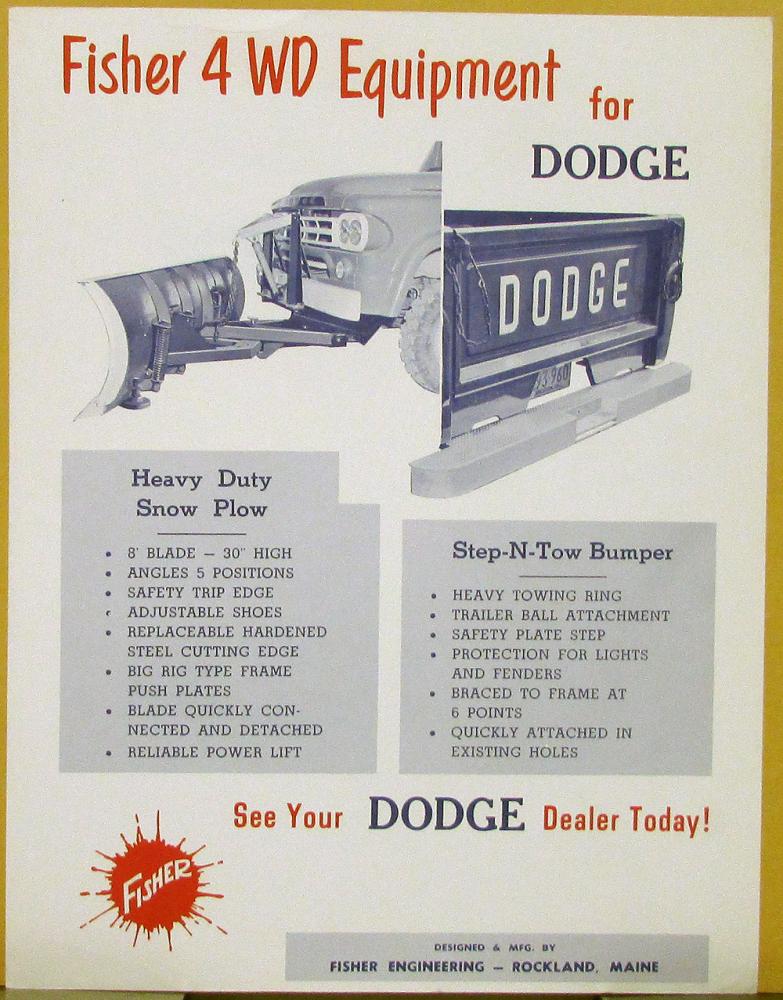 Fisher 4 WD Equipment for
DODGE
DODGE
Heavy Duty
Snow Plow
• 8' BLADE — 30" HIGH
• ANGLES 5 POSITIONS
• SAFETY TRIP EDGE
• ADJUSTABLE SHOES
• REPLACEABLE HARDENED
STEEL CUTTING EDGE
• BIG RIG TYPE FRAME
PUSH PLATES
• BLADE QUICKLY CON-
NECTED AND DETACHED
• RELIABLE POWER LIFT
Step-N-Tow Bumper
• HEAVY TOWING RING
• TRAILER BALL ATTACHMENT
• SAFETY PLATE STEP
• PROTECTION FOR LIGHTS
AND FENDERS
• BRACED TO FRAME AT
6 POINTS
• QUICKLY ATTACHED IN
EXISTING HOLES
See Your DODGE Dealer Today!
FISHER
DESIGNED & MFG. BY
FISHER ENGINEERING — ROCKLAND, MAINE